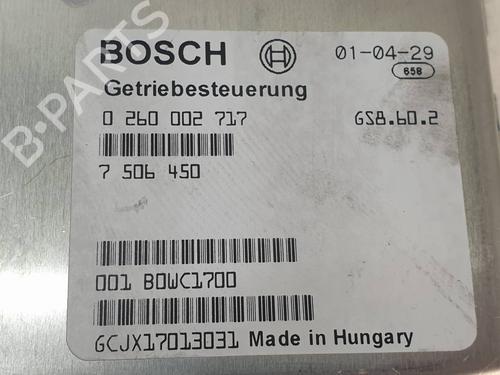 BOSCH 01-04-29
658
Getriebesteuerung
0 260 002 717 GS8.60.2
7 506 450
001 B0WC1700
GCJX17013031 Made in Hungary
B-PARTS